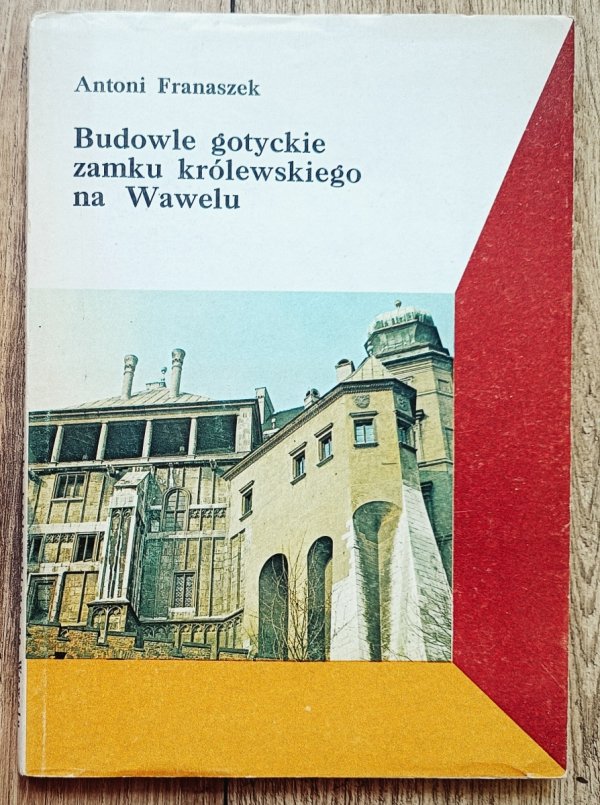 Antoni Franaszek
Budowle gotyckie
zamku królewskiego
na Wawelu